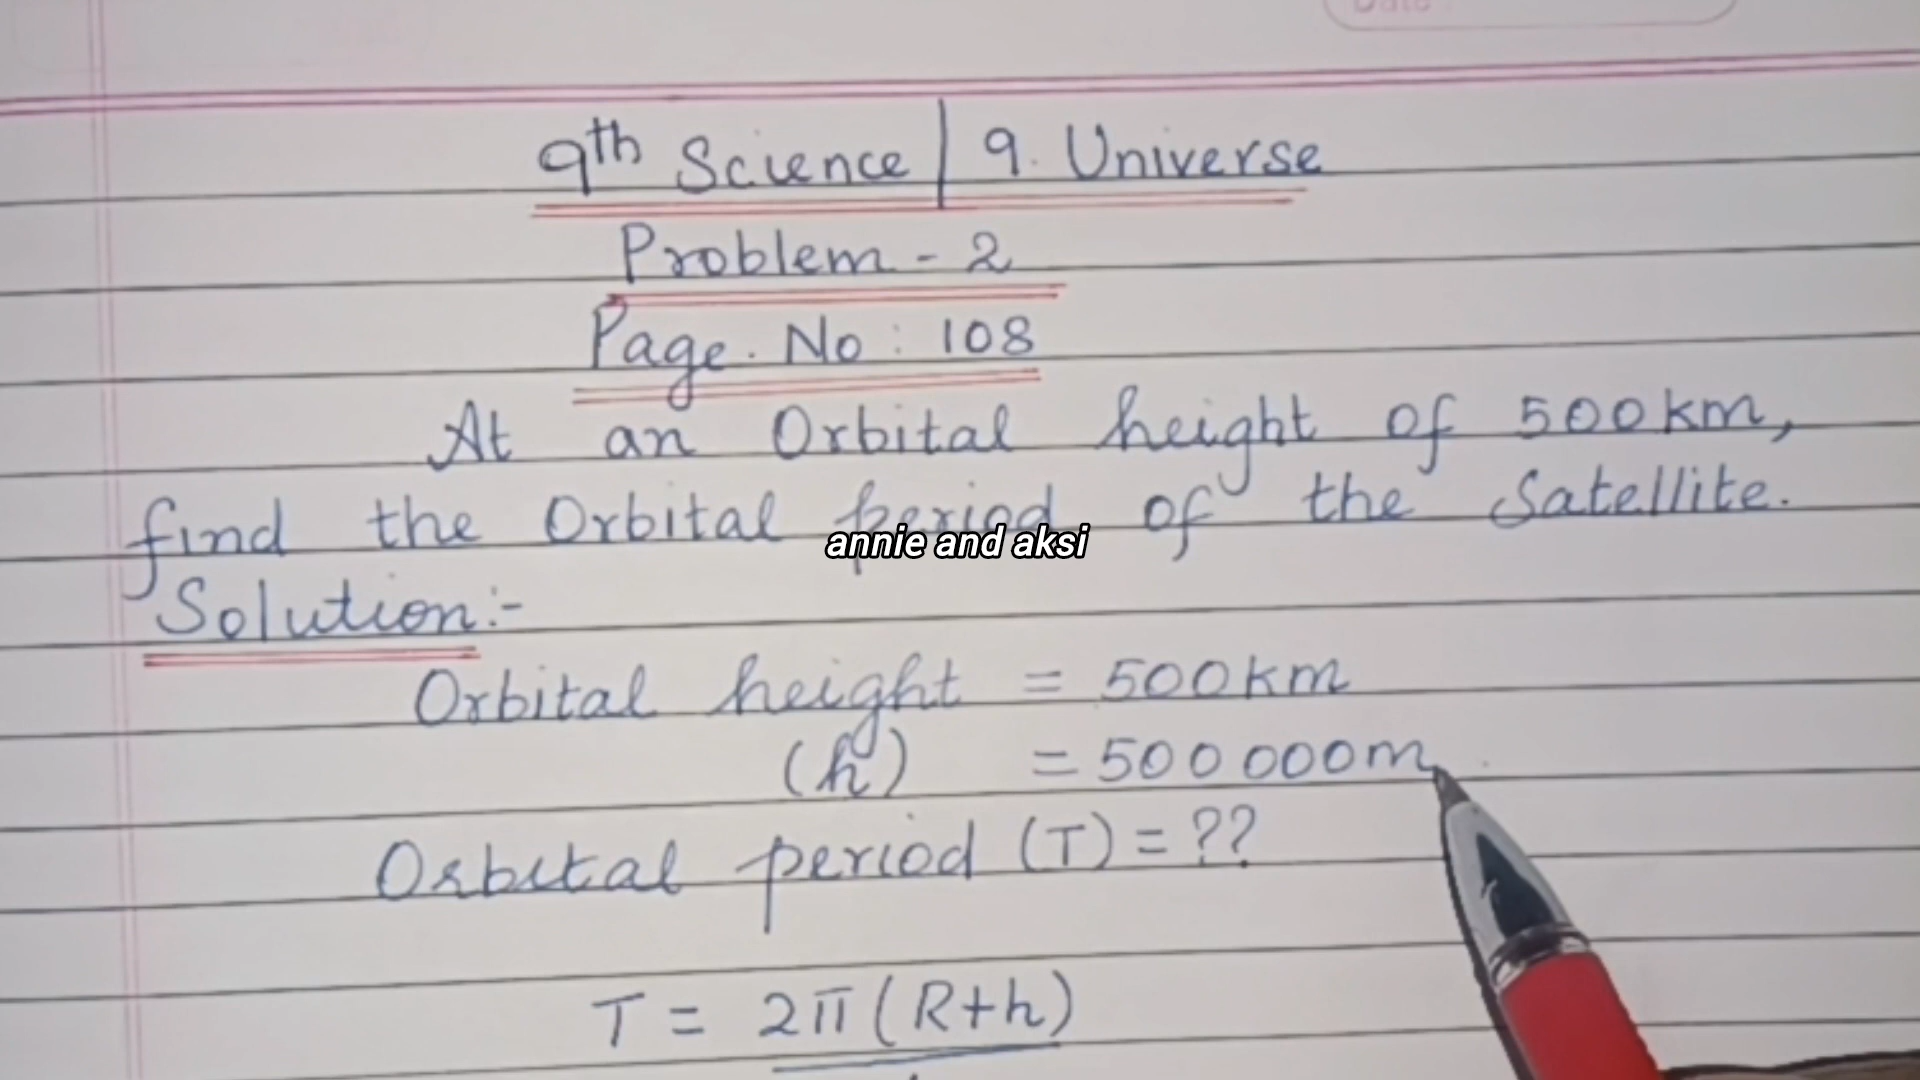 Date
9th Science | 9. Universe
Problem - 2
Page. No : 108
At an Orbital height of 500km,
find the Orbital period of the Satellite.
annie and aksi
Solution:-
Orbital height = 500km
(h) = 500 000m
Orbital period (T) = ??
T = 2π(R+h)